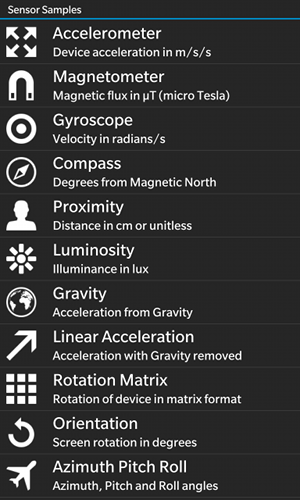 Sensor Samples
Accelerometer
Device acceleration in m/s/s
Magnetometer
Magnetic flux in µT (micro Tesla)
Gyroscope
Velocity in radians/s
Compass
Degrees from Magnetic North
Proximity
Distance in cm or unitless
Luminosity
Illuminance in lux
Gravity
Acceleration from Gravity
Linear Acceleration
Acceleration with Gravity removed
Rotation Matrix
Rotation of device in matrix format
Orientation
Screen rotation in degrees
Azimuth Pitch Roll
Azimuth, Pitch and Roll angles